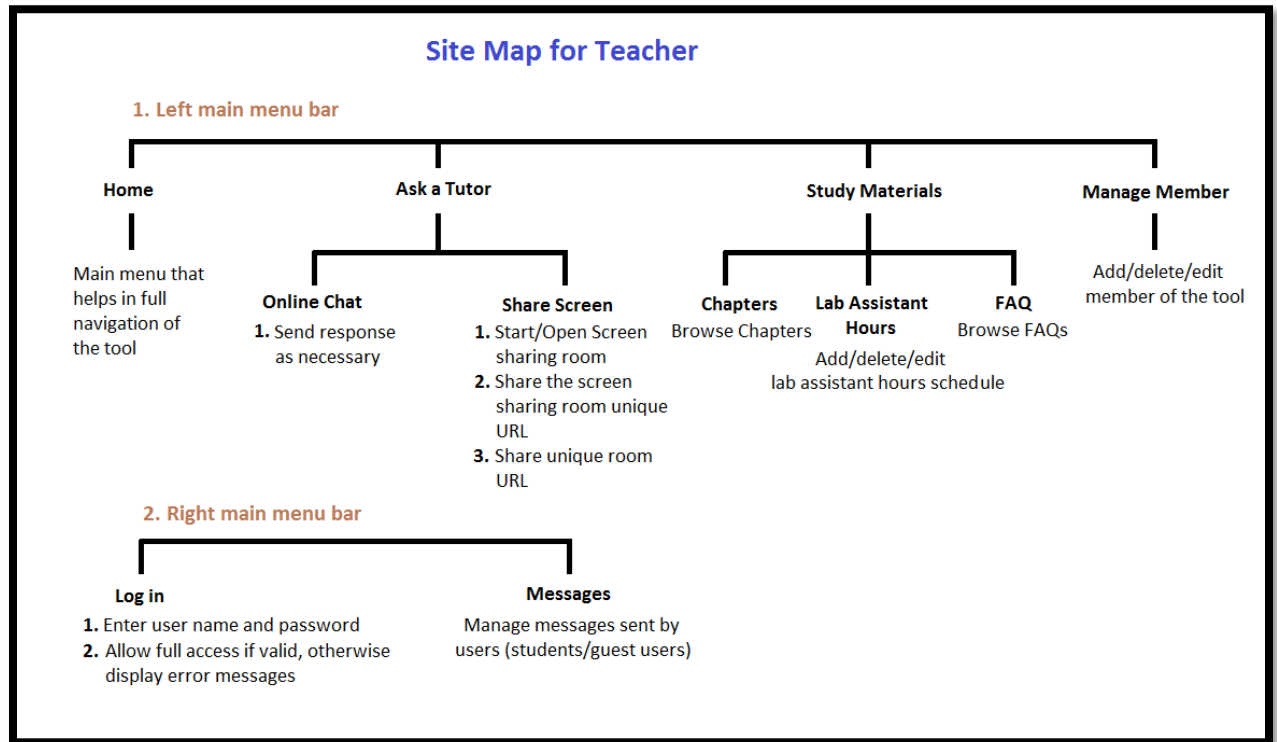 Site Map for Teacher
1. Left main menu bar
Home
Ask a Tutor
Study Materials
Manage Member
Main menu that
helps in full
navigation of
the tool
Online Chat
1. Send response
as necessary
Share Screen
1. Start/Open Screen
sharing room
2. Share the screen
sharing room unique
URL
3. Share unique room
URL
Chapters
Browse Chapters
Lab Assistant
Hours
Add/delete/edit
lab assistant hours schedule
FAQ
Browse FAQs
Add/delete/edit
member of the tool
2. Right main menu bar
Log in
1. Enter user name and password
2. Allow full access if valid, otherwise
display error messages
Messages
Manage messages sent by
users (students/guest users)